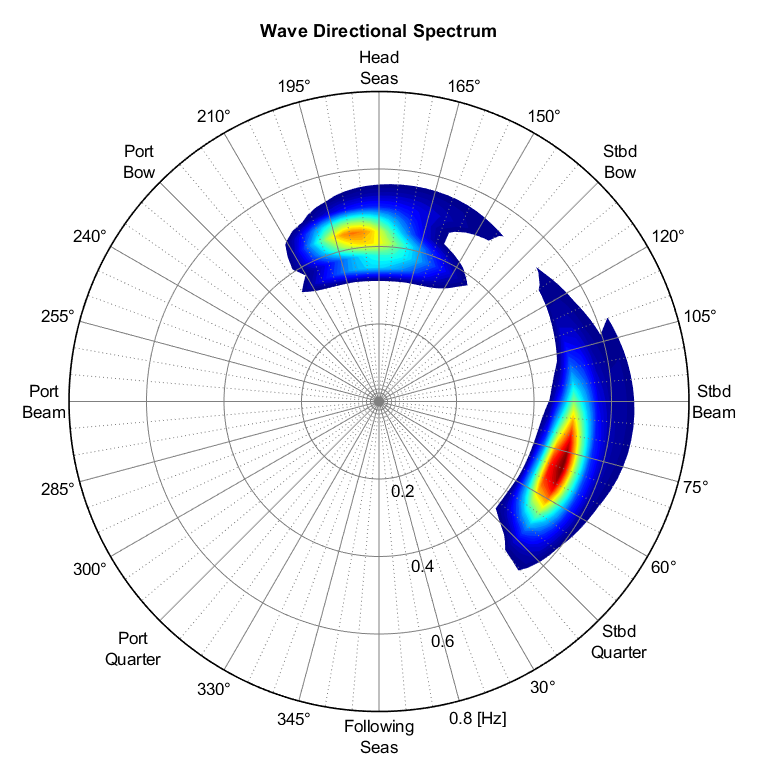 Wave Directional Spectrum
Head
Seas
195°
165°
210°
150°
Port
Bow
Stbd
Bow
240°
120°
255°
105°
Port
Beam
Stbd
Beam
285°
75°
0.2
300°
60°
0.4
Port
Quarter
Stbd
Quarter
0.6
330°
30°
345°
0.8 [Hz]
Following
Seas